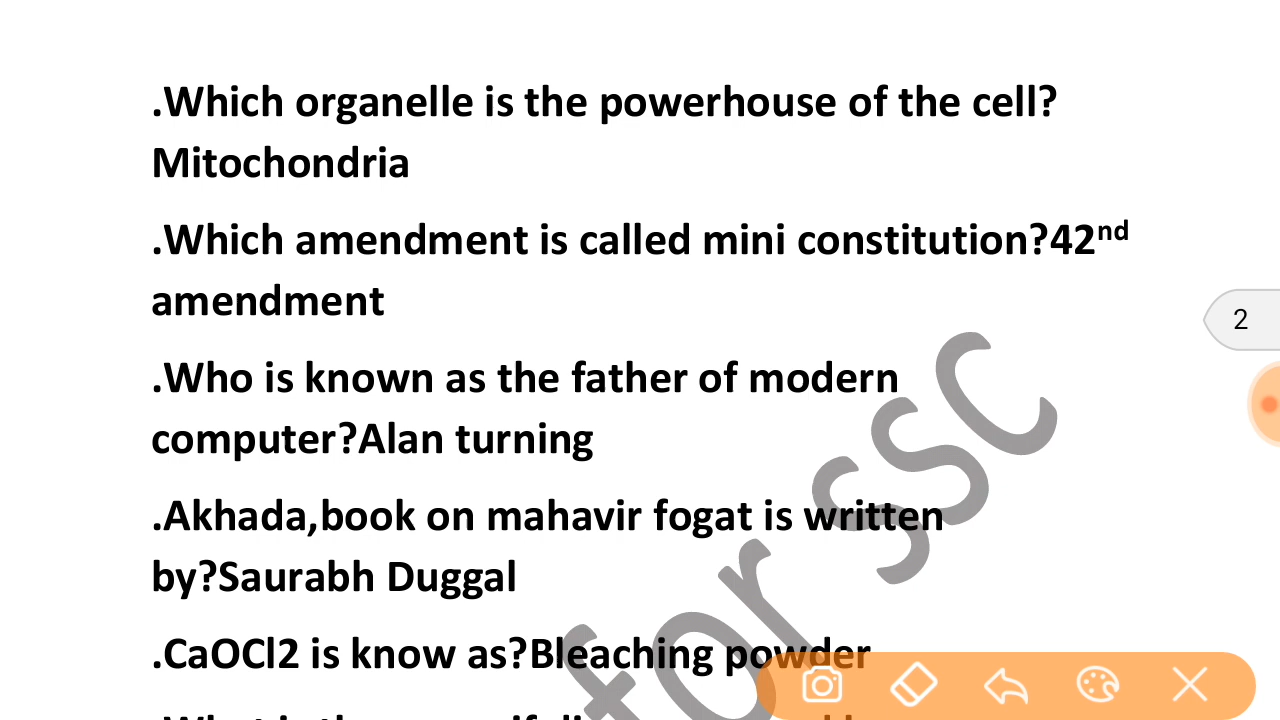 .Which organelle is the powerhouse of the cell?
Mitochondria
.Which amendment is called mini constitution?42nd
amendment
.Who is known as the father of modern
computer?Alan turning
.Akhada,book on mahavir fogat is written
by?Saurabh Duggal
.CaOCl2 is know as?Bleaching powder
for ssc
2